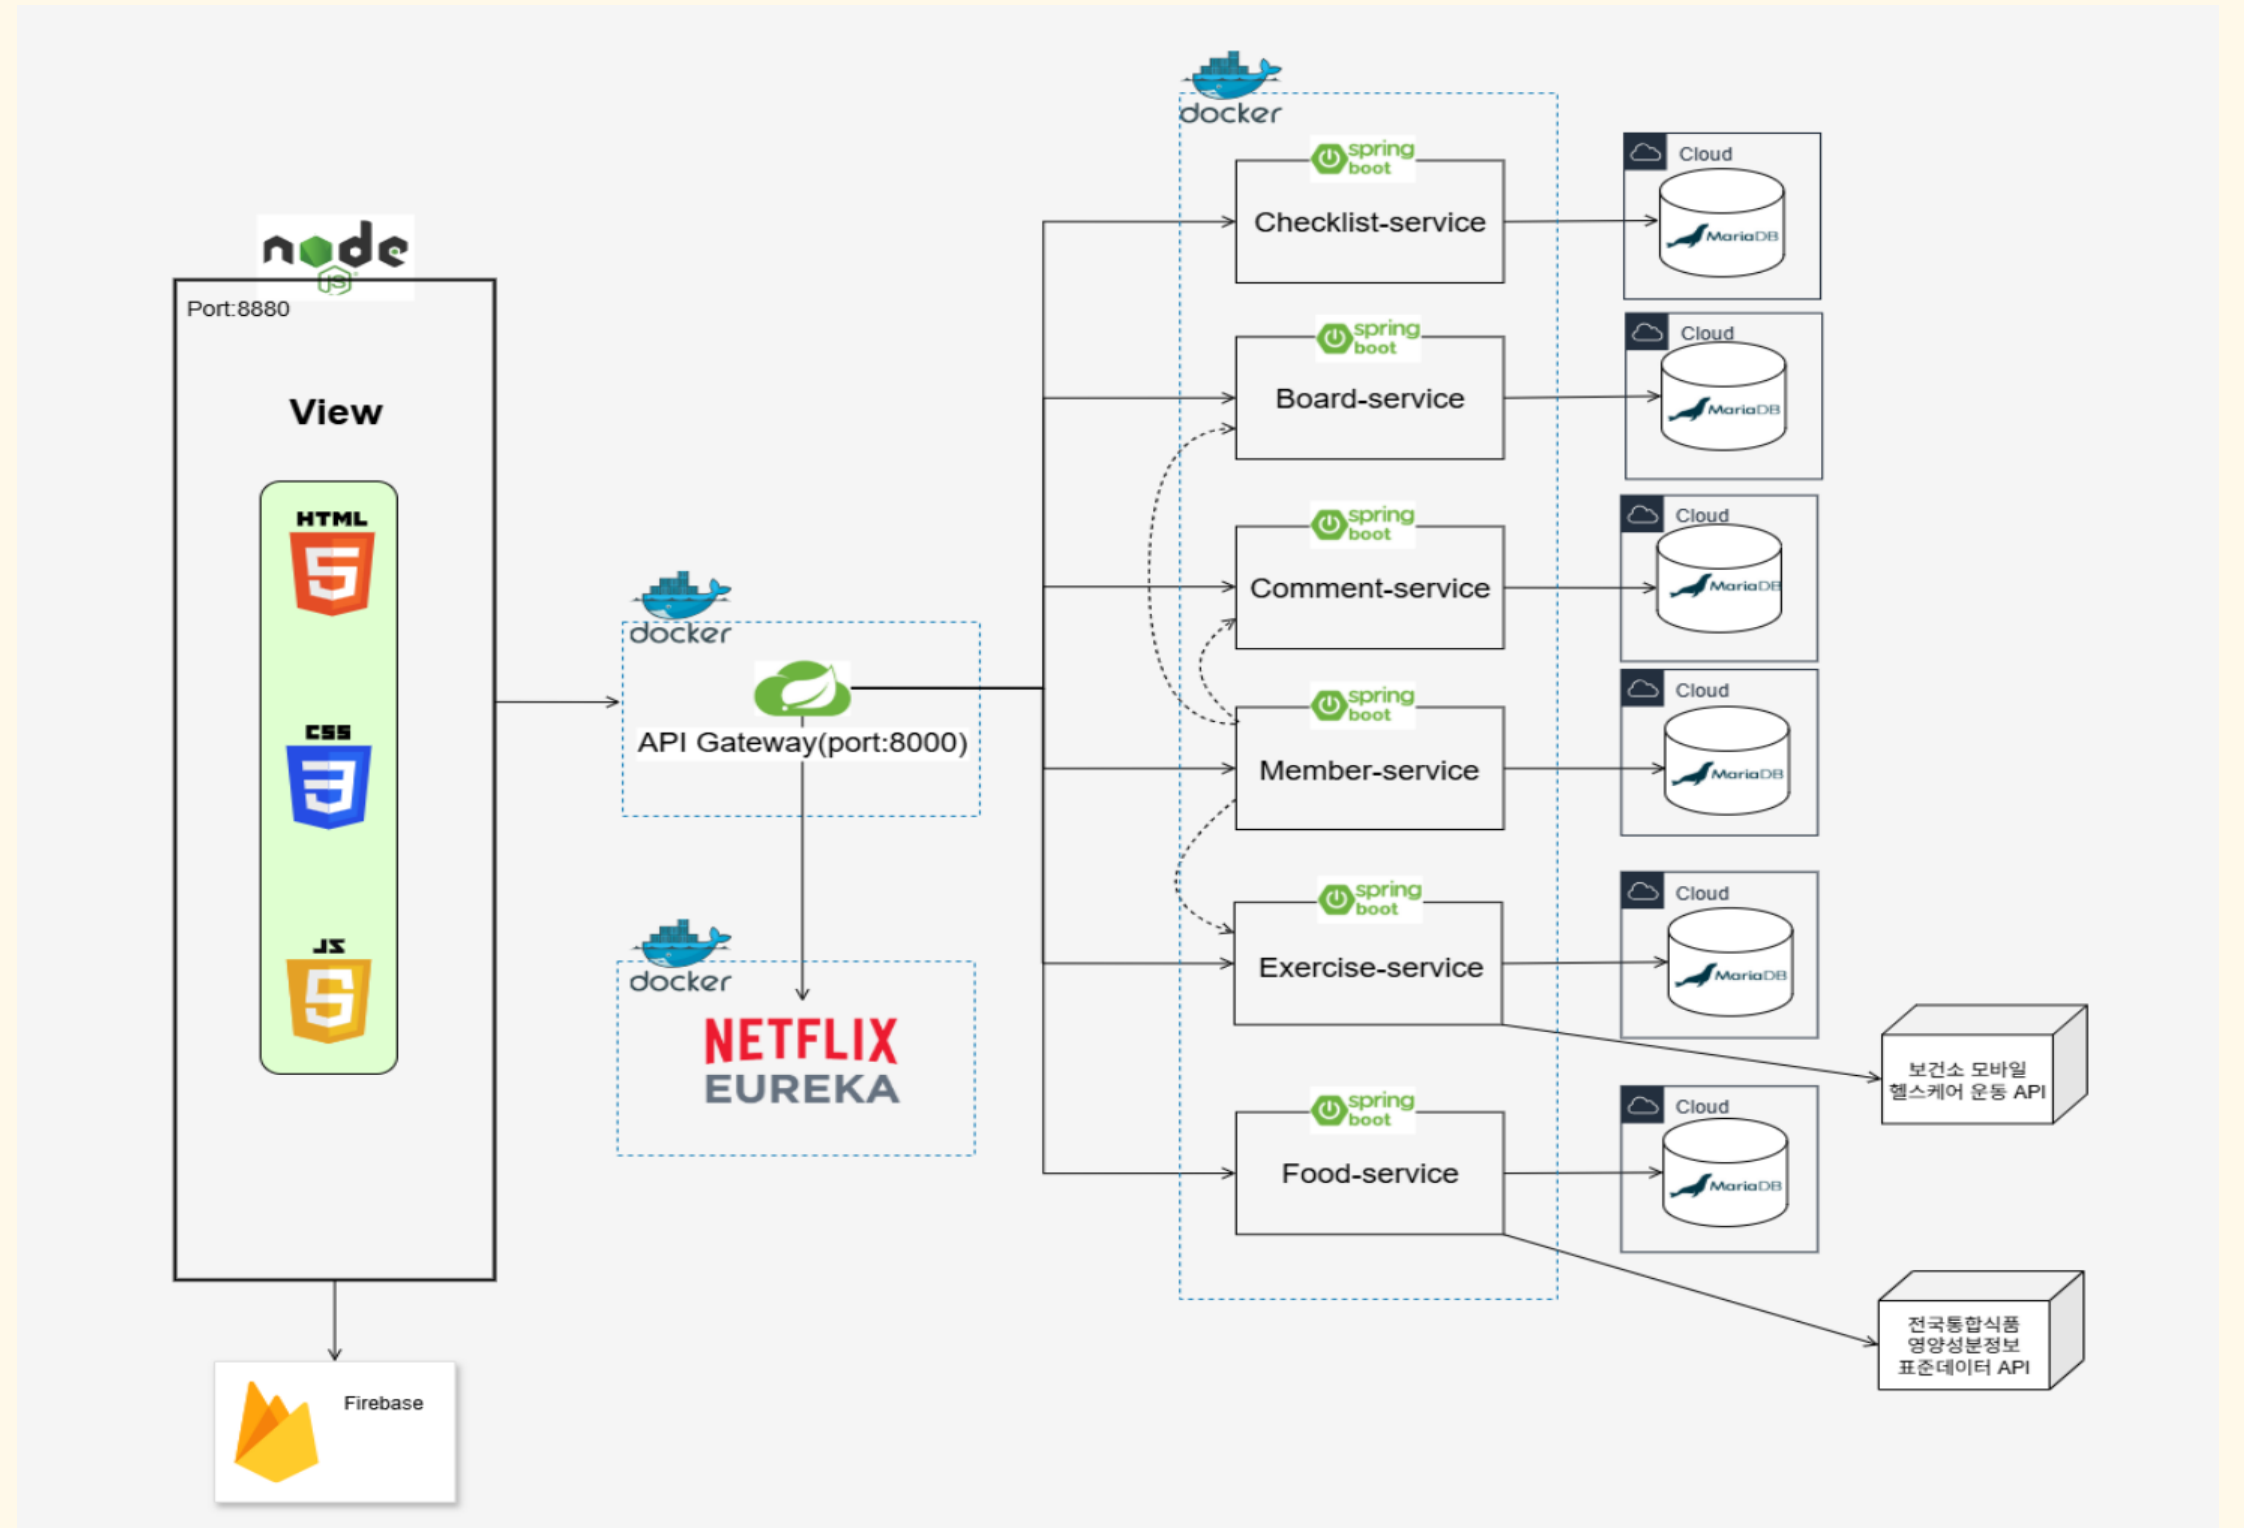 node
JS
Port:8880
View
HTML
5
CSS
3
JS
5
Firebase
docker
API Gateway(port:8000)
docker
NETFLIX
EUREKA
docker
spring
boot
Checklist-service
Cloud
MariaDB
spring
boot
Board-service
Cloud
MariaDB
spring
boot
Comment-service
Cloud
MariaDB
spring
boot
Member-service
Cloud
MariaDB
spring
boot
Exercise-service
Cloud
MariaDB
보건소 모바일
헬스케어 운동 API
spring
boot
Food-service
Cloud
MariaDB
전국통합식품
영양성분정보
표준데이터 API